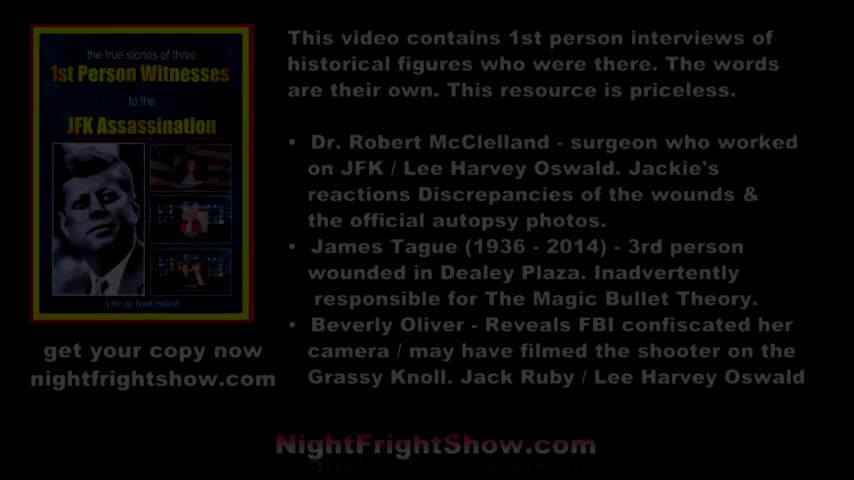 the true stories of three
1st Person Witnesses
to the
JFK Assassination
a film by Brent Holland
get your copy now
nightfrightshow.com
This video contains 1st person interviews of
historical figures who were there. The words
are their own. This resource is priceless.
• Dr. Robert McClelland - surgeon who worked
on JFK / Lee Harvey Oswald. Jackie's
reactions Discrepancies of the wounds &
the official autopsy photos.
• James Tague (1936 - 2014) - 3rd person
wounded in Dealey Plaza. Inadvertently
responsible for The Magic Bullet Theory.
• Beverly Oliver - Reveals FBI confiscated her
camera / may have filmed the shooter on the
Grassy Knoll. Jack Ruby / Lee Harvey Oswald
NightFrightShow.com